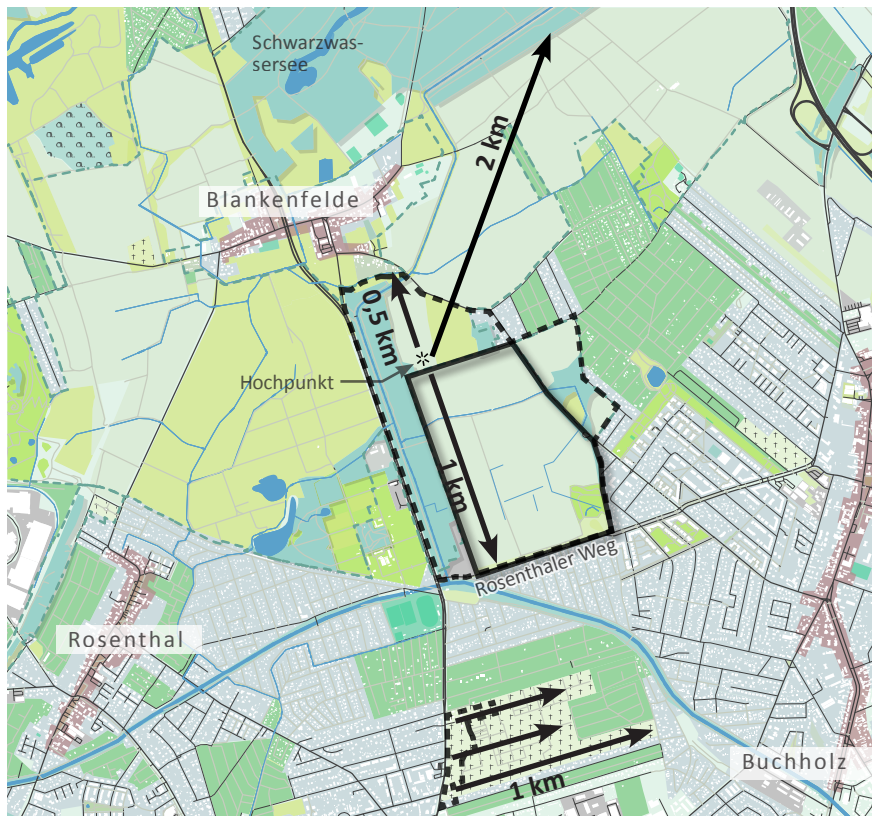 Schwarzwas-
sersee
2 km
Blankenfelde
0,5 km
Hochpunkt
1 km
Rosenthaler Weg
Rosenthal
Buchholz
1 km